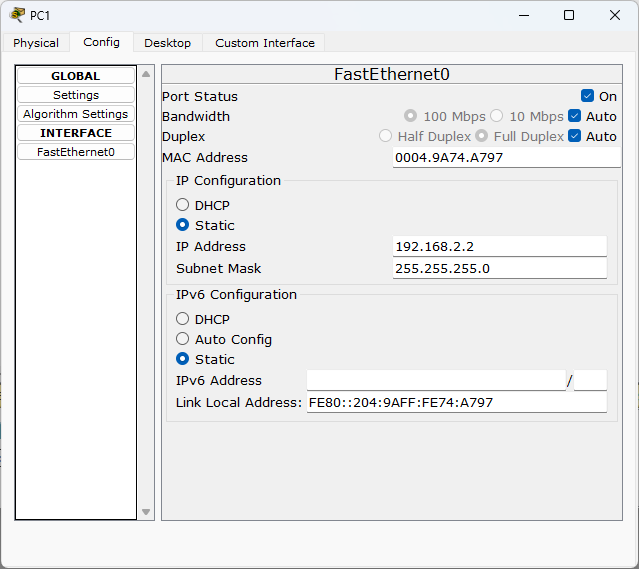 PC1
Physical Config Desktop Custom Interface
GLOBAL
Settings
Algorithm Settings
INTERFACE
FastEthernet0
FastEthernet0
Port Status On
Bandwidth 100 Mbps 10 Mbps Auto
Duplex Half Duplex Full Duplex Auto
MAC Address 0004.9A74.A797
IP Configuration
DHCP
Static
IP Address 192.168.2.2
Subnet Mask 255.255.255.0
IPv6 Configuration
DHCP
Auto Config
Static
IPv6 Address /
Link Local Address: FE80::204:9AFF:FE74:A797